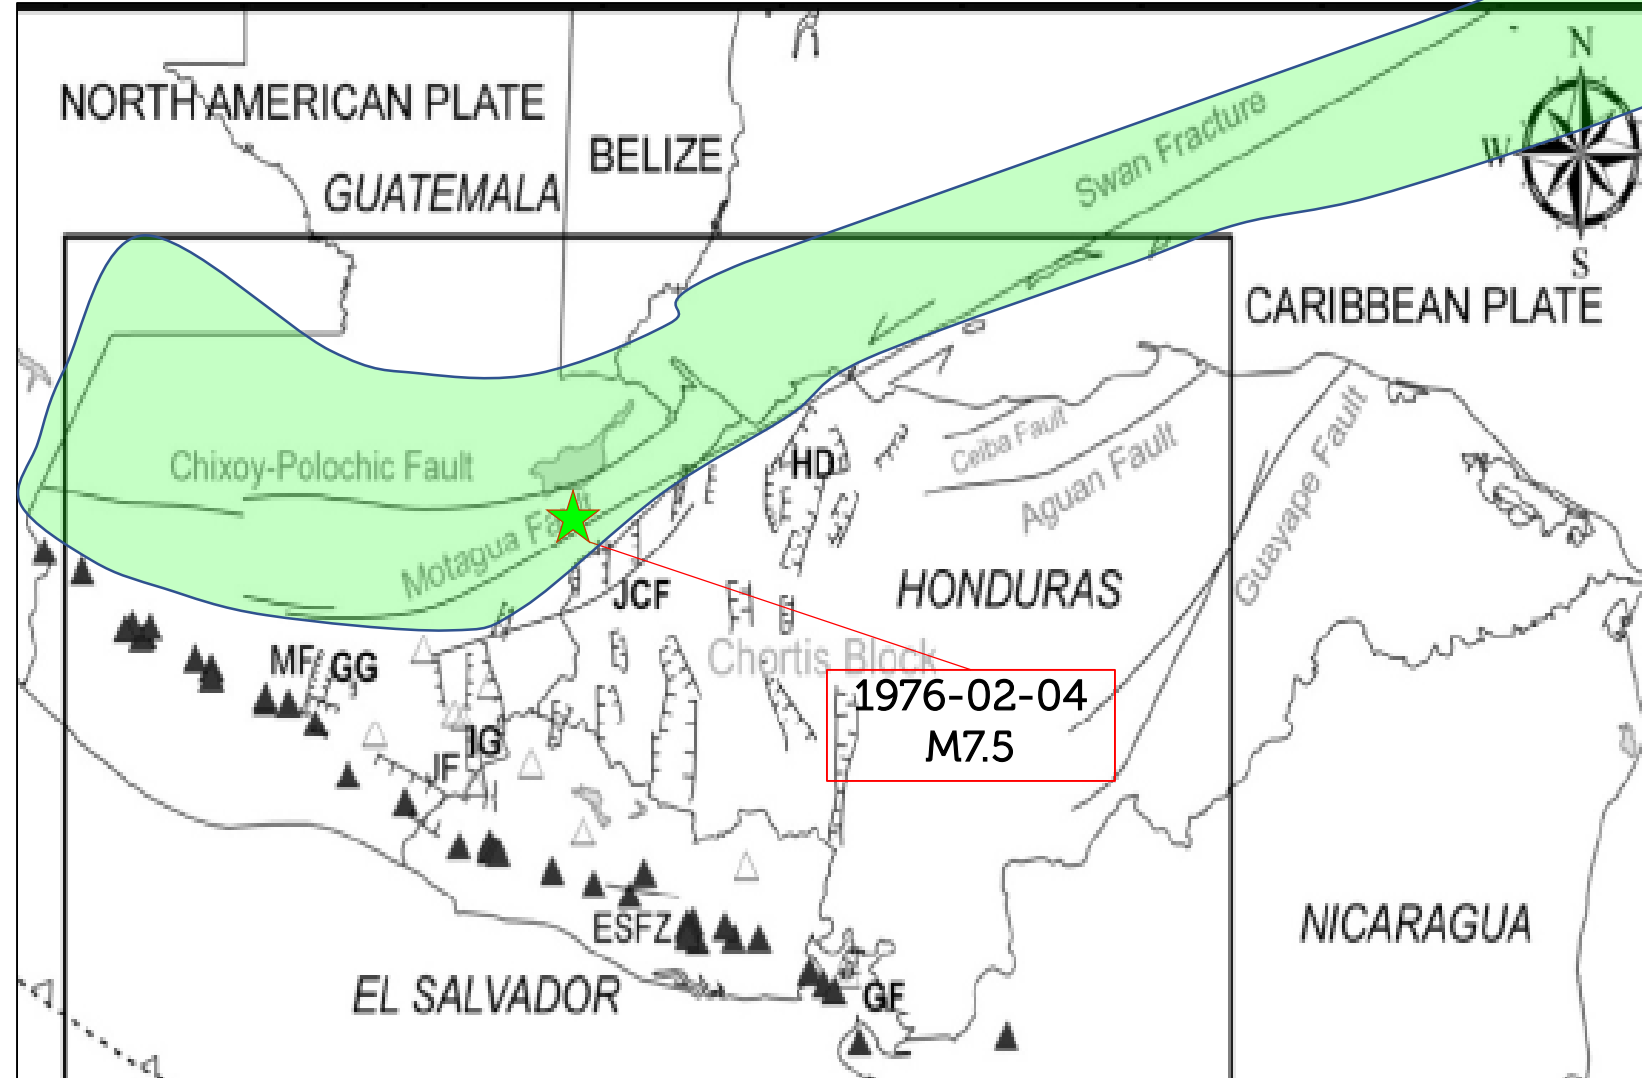 N
NORTH AMERICAN PLATE
BELIZE
Swan Fracture
W
GUATEMALA
S
CARIBBEAN PLATE
Chixoy-Polochic Fault
HD
Ceiba Fault
Aguan Fault
Guayape Fault
Motagua Fault
JCF
HONDURAS
Chortis Block
MF GG
1976-02-04
M7.5
IG
JF
ESFZ
NICARAGUA
EL SALVADOR
GF